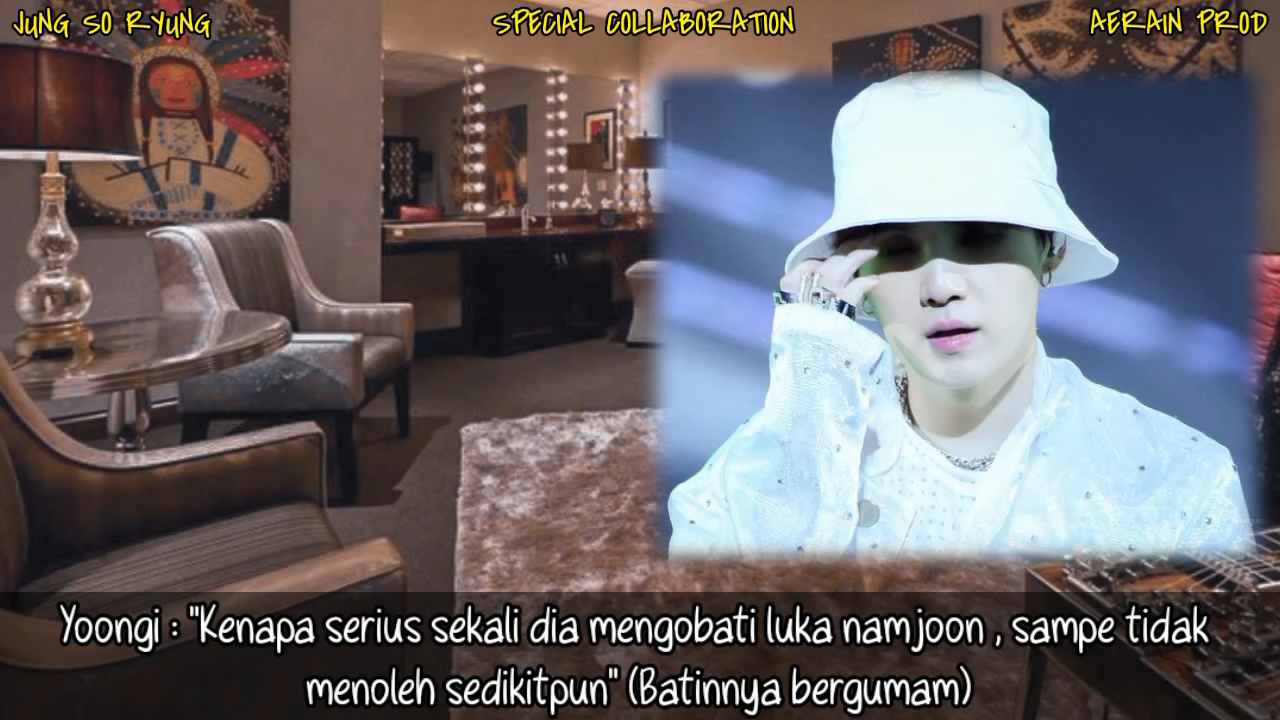 JUNG SO RYUNG
SPECIAL COLLABORATION
AERAIN PROD
Yoongi : "Kenapa serius sekali dia mengobati luka namjoon , sampe tidak
menoleh sedikitpun" (Batinnya bergumam)